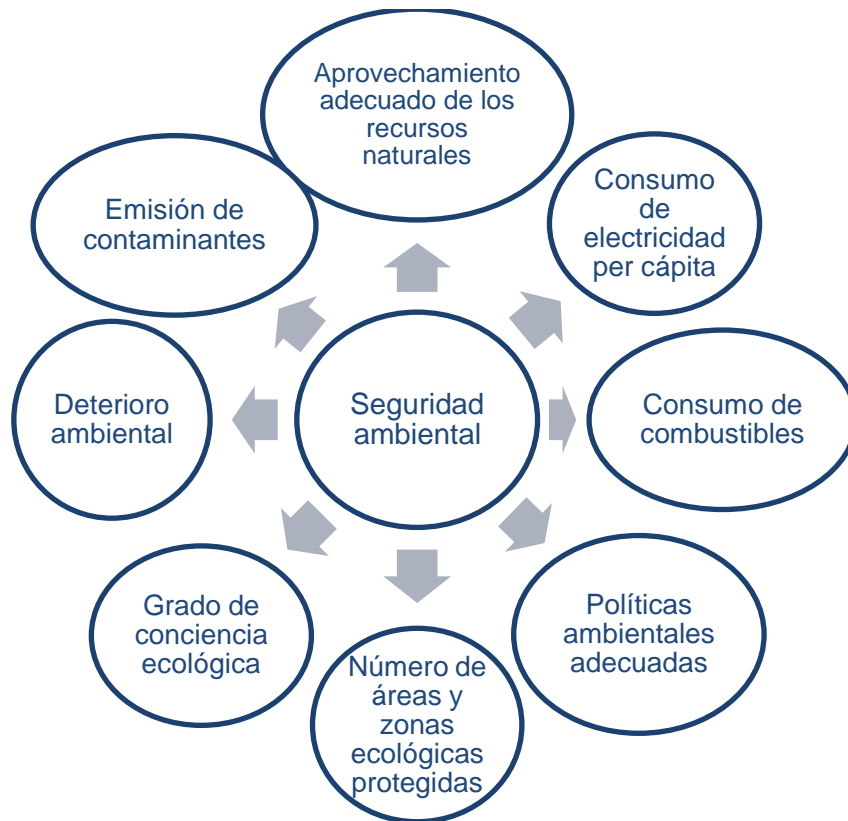 Aprovechamiento
adecuado de los
recursos
naturales
Consumo
de
electricidad
per cápita
Consumo de
combustibles
Políticas
ambientales
adecuadas
Número de
áreas y
zonas
ecológicas
protegidas
Grado de
conciencia
ecológica
Deterioro
ambiental
Emisión de
contaminantes
Seguridad
ambiental